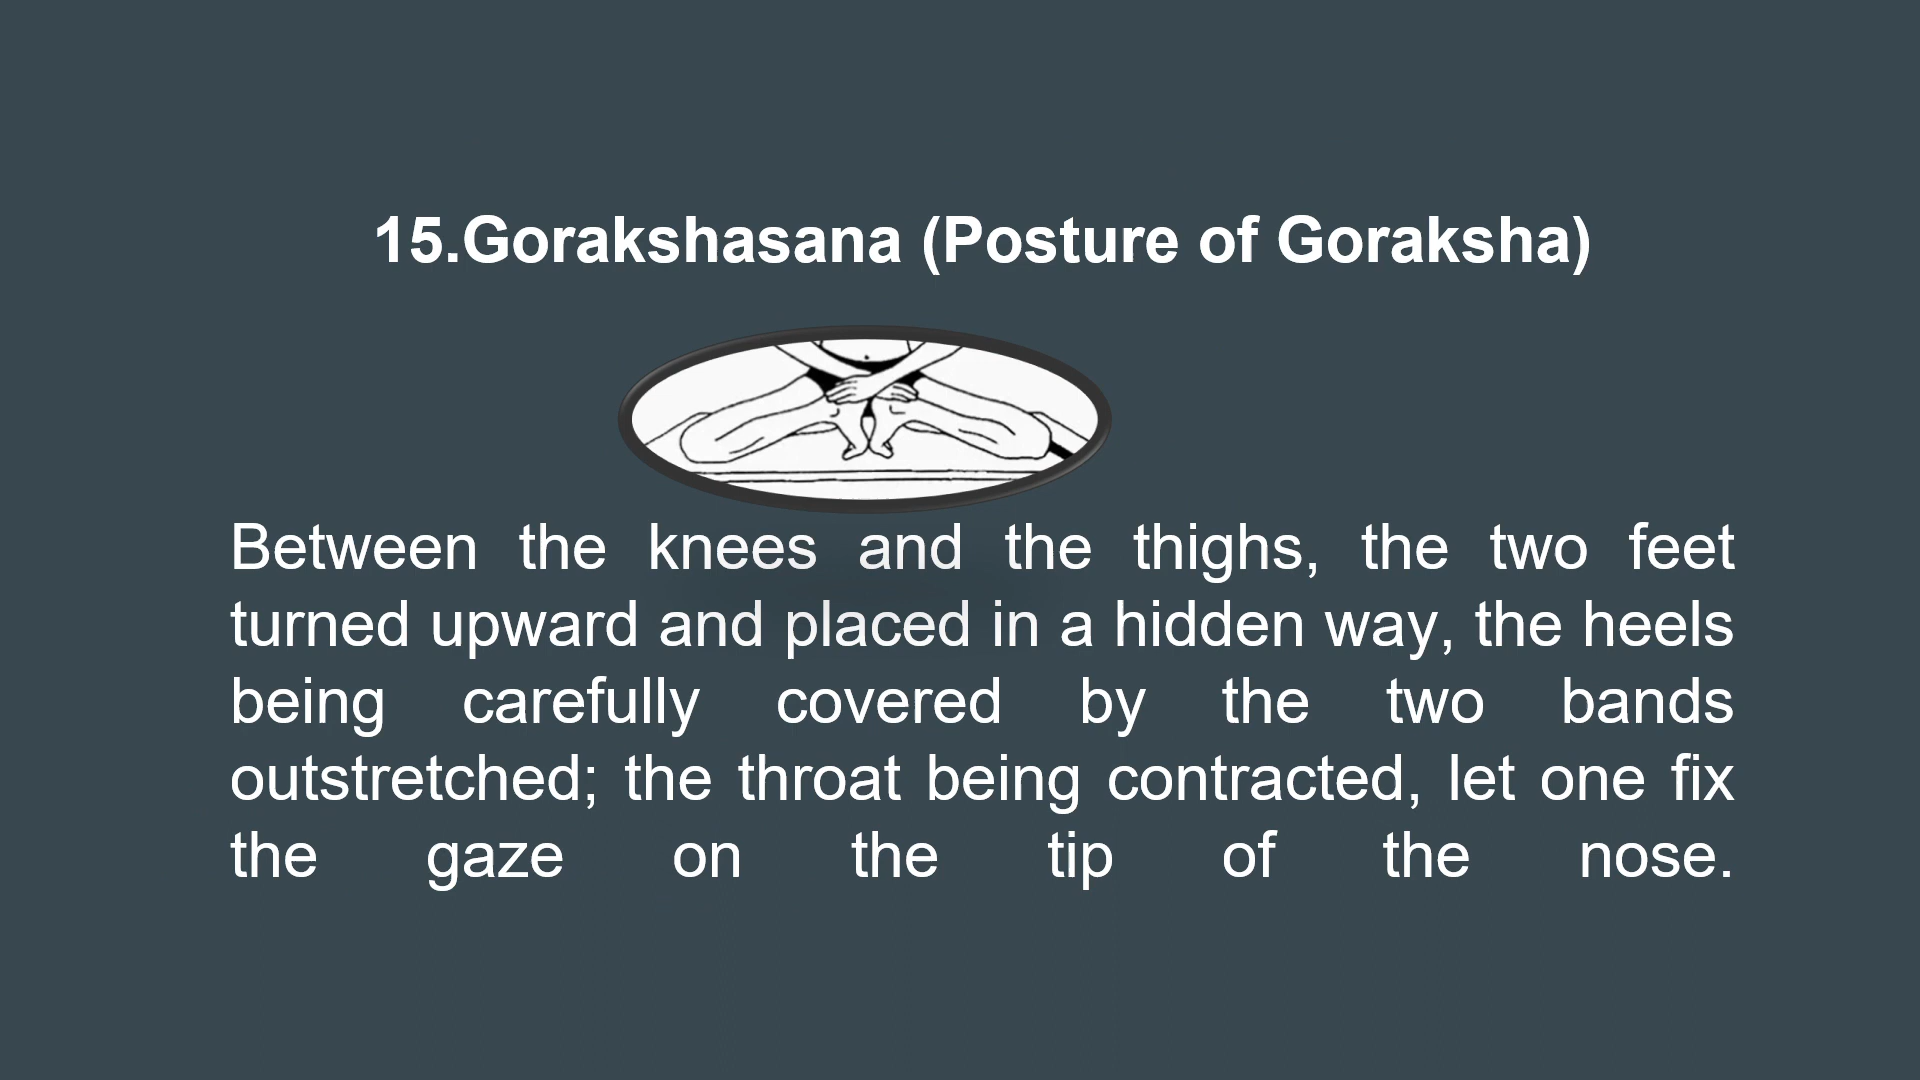 15.Gorakshasana (Posture of Goraksha)
Between the knees and the thighs, the two feet
turned upward and placed in a hidden way, the heels
being carefully covered by the two bands
outstretched; the throat being contracted, let one fix
the gaze on the tip of the nose.